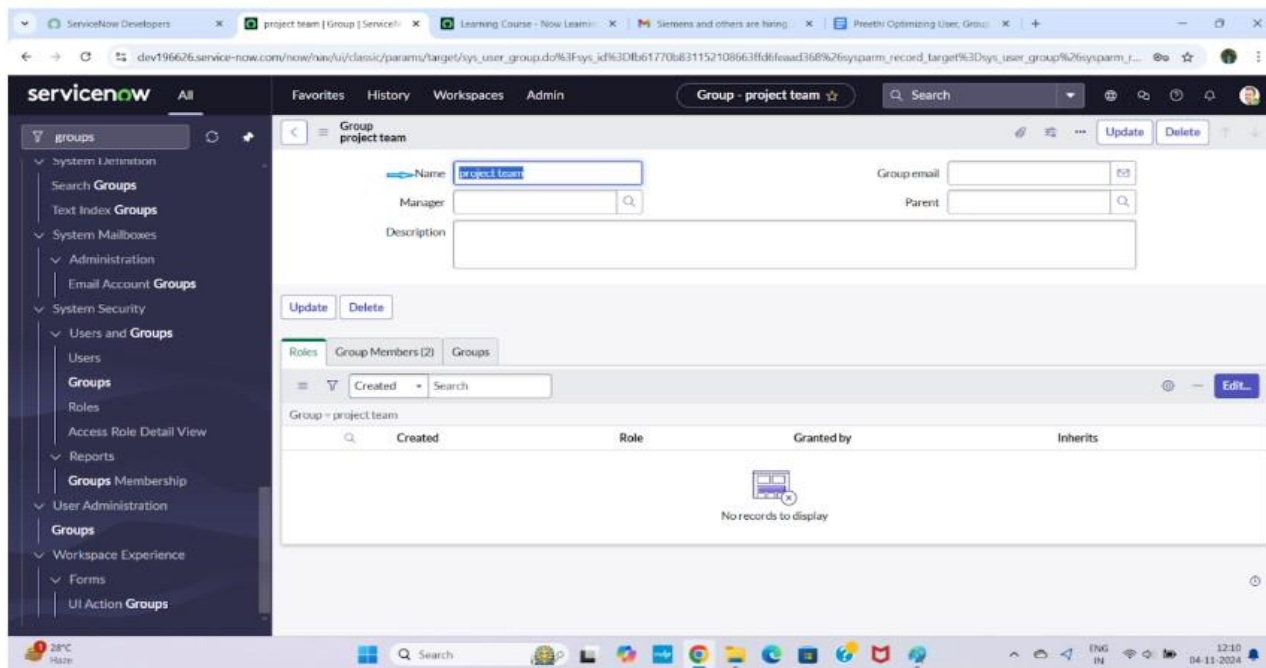 ServiceNow Developers
project team | Group | ServiceN
Learning Course - Now Learnin
Siemens and others are hiring
Preethi Optimizing User, Group
dev196626.service-now.com/now/nav/ui/classic/params/target/sys_user_group.do%3Fsys_id%3Dfb61770b831152108663ffd6feaad368%26sysparm_record_target%3Dsys_user_group%26sysparm_r...
servicenow All Favorites History Workspaces Admin Group - project team Search
groups
Group
project team
Update Delete
System Definition
Search Groups
Text Index Groups
System Mailboxes
Administration
Email Account Groups
System Security
Users and Groups
Users
Groups
Roles
Access Role Detail View
Reports
Groups Membership
User Administration
Groups
Workspace Experience
Forms
UI Action Groups
Name project team Group email
Manager Parent
Description
Update Delete
Roles Group Members (2) Groups
Created Search Edit...
Group = project team
Created Role Granted by Inherits
No records to display
28°C
Haze
Search
ENG
IN
12:10
04-11-2024